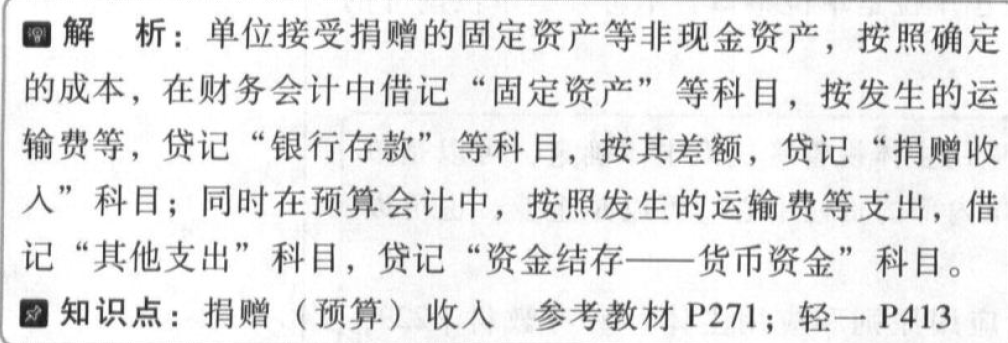 解 析：单位接受捐赠的固定资产等非现金资产，按照确定
的成本，在财务会计中借记“固定资产”等科目，按发生的运
输费等，贷记“银行存款”等科目，按其差额，贷记“捐赠收
入”科目；同时在预算会计中，按照发生的运输费等支出，借
记“其他支出”科目，贷记“资金结存——货币资金”科目。
知识点：捐赠（预算）收入 参考教材 P271；轻一 P413